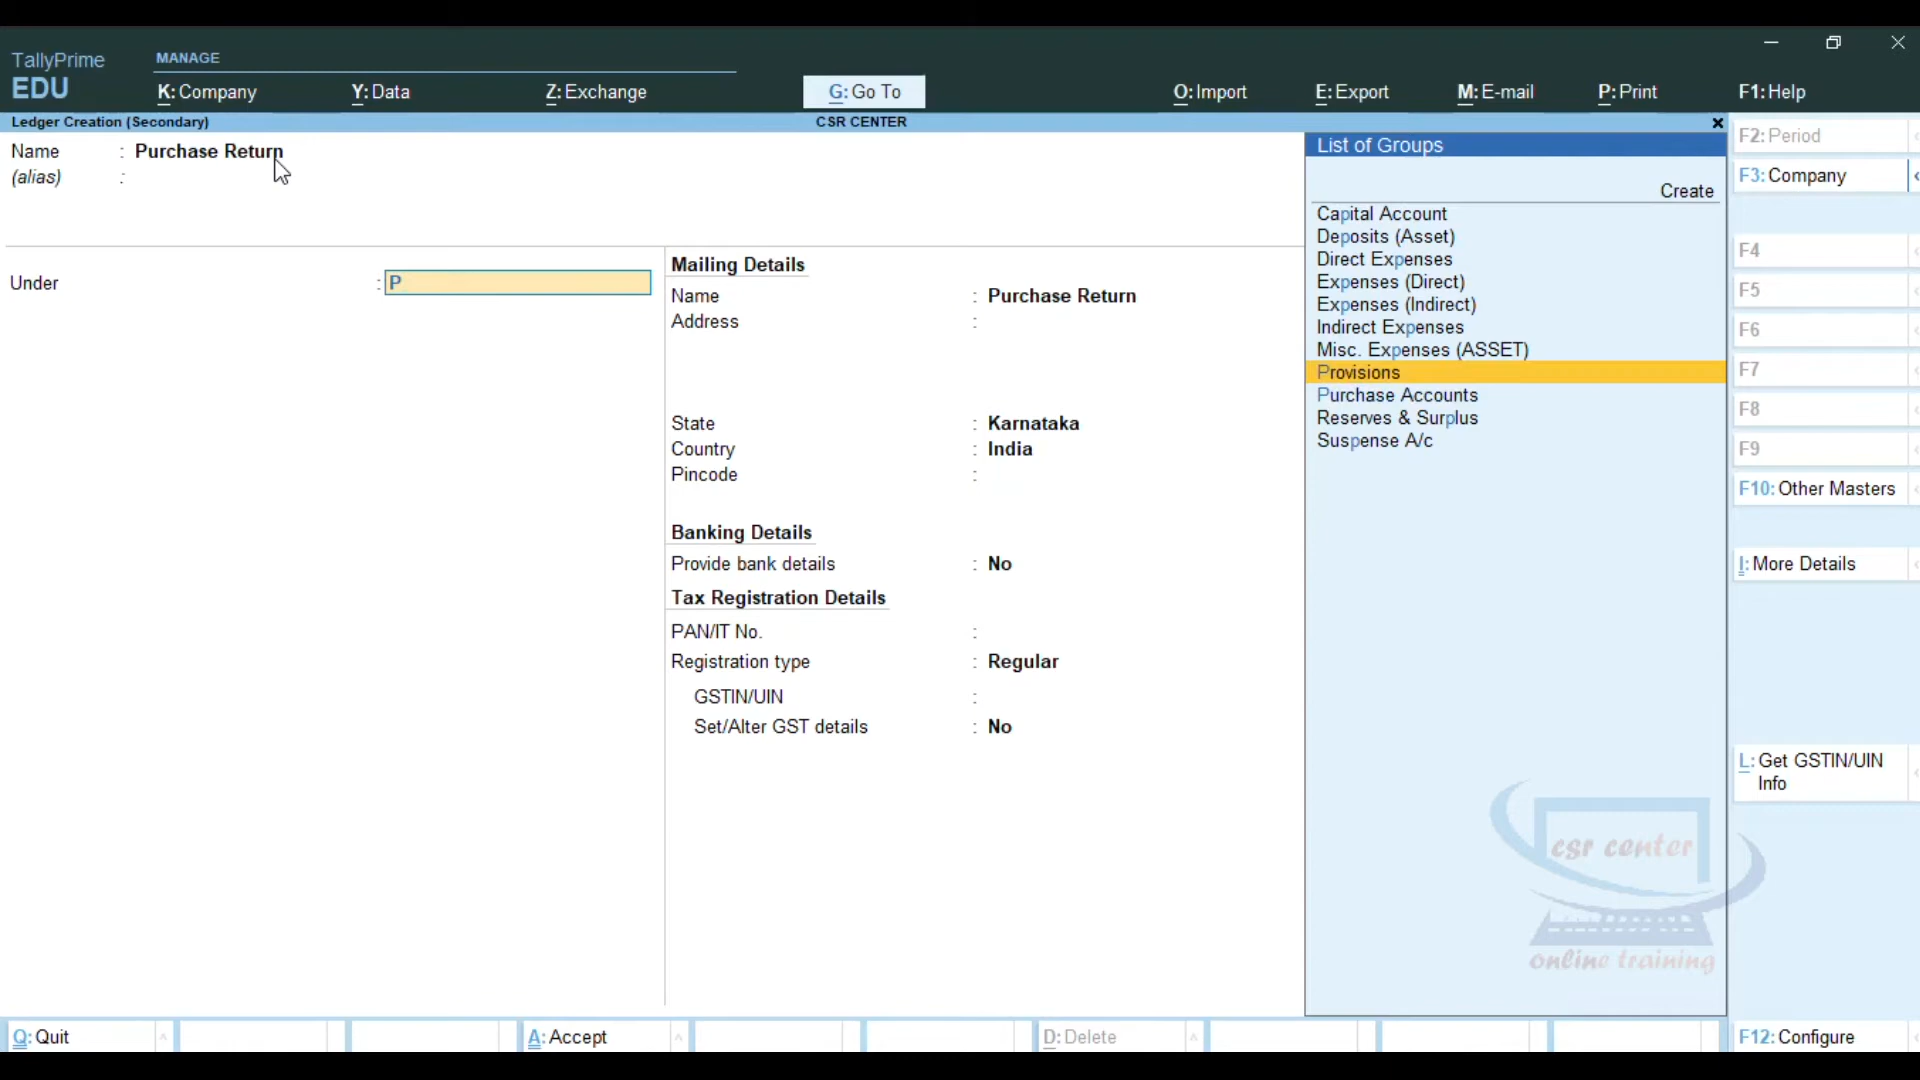 TallyPrime
EDU
MANAGE
K: Company
Y: Data
Z: Exchange
G: Go To
O: Import
E: Export
M: E-mail
P: Print
F1: Help
Ledger Creation (Secondary)
CSR CENTER
Name : Purchase Return
(alias) :
Under : P
Mailing Details
Name : Purchase Return
Address :
State : Karnataka
Country : India
Pincode :
Banking Details
Provide bank details : No
Tax Registration Details
PAN/IT No. :
Registration type : Regular
GSTIN/UIN :
Set/Alter GST details : No
List of Groups
Create
Capital Account
Deposits (Asset)
Direct Expenses
Expenses (Direct)
Expenses (Indirect)
Indirect Expenses
Misc. Expenses (ASSET)
Provisions
Purchase Accounts
Reserves & Surplus
Suspense A/c
F2: Period
F3: Company
F4
F5
F6
F7
F8
F9
F10: Other Masters
I: More Details
L: Get GSTIN/UIN
Info
csr center
online training
Q: Quit
A: Accept
D: Delete
F12: Configure